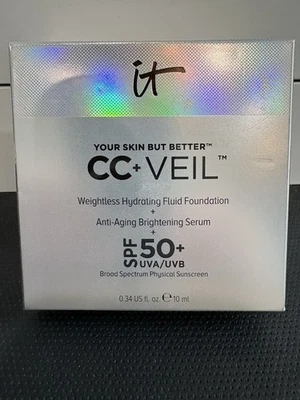 it
YOUR SKIN BUT BETTER™
CC+ VEIL™
Weightless Hydrating Fluid Foundation
+
Anti-Aging Brightening Serum
+
SPF 50+
UVA/UVB
Broad Spectrum Physical Sunscreen
0.34 US fl. oz. ℮ 10 ml